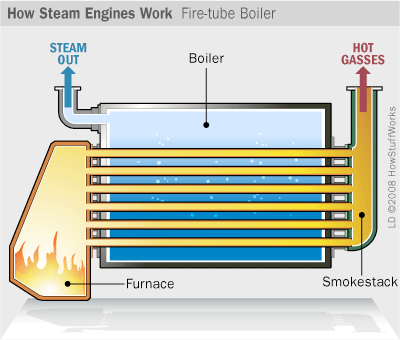 How Steam Engines Work Fire-tube Boiler
STEAM
OUT
Boiler
HOT
GASSES
Furnace
Smokestack
LD ©2008 HowStuffWorks